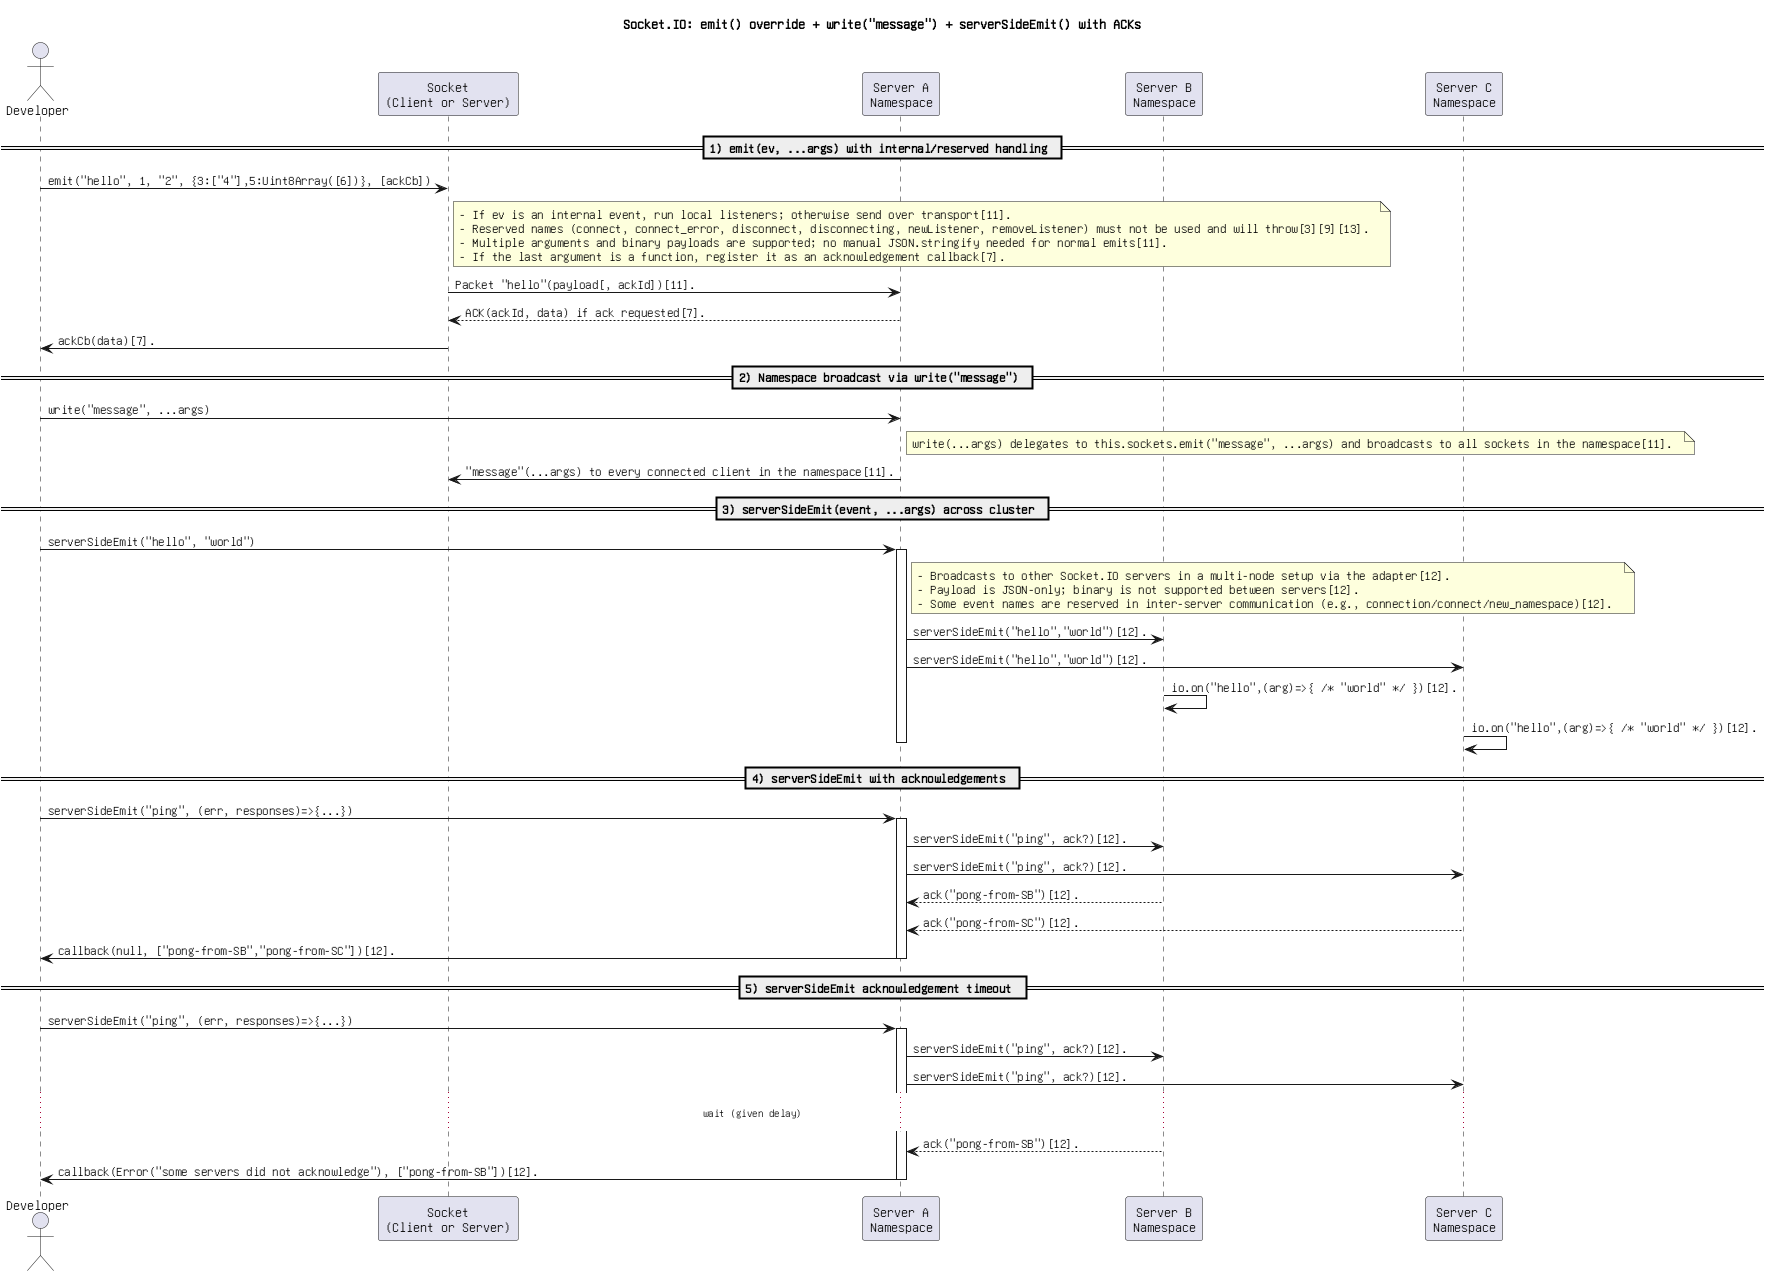 Socket.IO: emit() override + write("message") + serverSideEmit() with ACKs
Developer
Socket
(Client or Server)
Server A
Namespace
Server B
Namespace
Server C
Namespace
1) emit(ev, ...args) with internal/reserved handling
emit("hello", 1, "2", {3:["4"],5:Uint8Array([6])}, [ackCb])
- If ev is an internal event, run local listeners; otherwise send over transport[11].
- Reserved names (connect, connect_error, disconnect, disconnecting, newListener, removeListener) must not be used and will throw[3][9][13].
- Multiple arguments and binary payloads are supported; no manual JSON.stringify needed for normal emits[11].
- If the last argument is a function, register it as an acknowledgement callback[7].
Packet "hello"(payload[, ackId])[11].
ACK(ackId, data) if ack requested[7].
ackCb(data)[7].
2) Namespace broadcast via write("message")
write("message", ...args)
write(...args) delegates to this.sockets.emit("message", ...args) and broadcasts to all sockets in the namespace[11].
"message"(...args) to every connected client in the namespace[11].
3) serverSideEmit(event, ...args) across cluster
serverSideEmit("hello", "world")
- Broadcasts to other Socket.IO servers in a multi-node setup via the adapter[12].
- Payload is JSON-only; binary is not supported between servers[12].
- Some event names are reserved in inter-server communication (e.g., connection/connect/new_namespace)[12].
serverSideEmit("hello","world")[12].
serverSideEmit("hello","world")[12].
io.on("hello",(arg)=>{ /* "world" */ })[12].
io.on("hello",(arg)=>{ /* "world" */ })[12].
4) serverSideEmit with acknowledgements
serverSideEmit("ping", (err, responses)=>{...})
serverSideEmit("ping", ack?)[12].
serverSideEmit("ping", ack?)[12].
ack("pong-from-SB")[12].
ack("pong-from-SC")[12].
callback(null, ["pong-from-SB","pong-from-SC"])[12].
5) serverSideEmit acknowledgement timeout
serverSideEmit("ping", (err, responses)=>{...})
serverSideEmit("ping", ack?)[12].
serverSideEmit("ping", ack?)[12].
wait (given delay)
ack("pong-from-SB")[12].
callback(Error("some servers did not acknowledge"), ["pong-from-SB"])[12].
Developer
Socket
(Client or Server)
Server A
Namespace
Server B
Namespace
Server C
Namespace